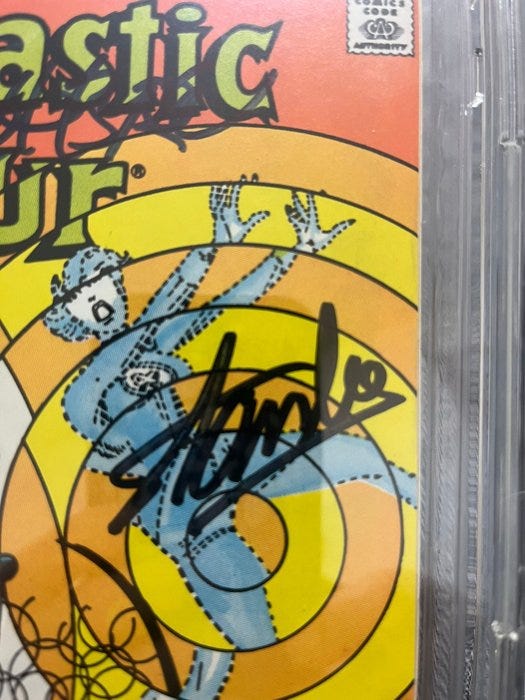 COMICS
CODE
AUTHORITY
astic
ur®
Stan Lee